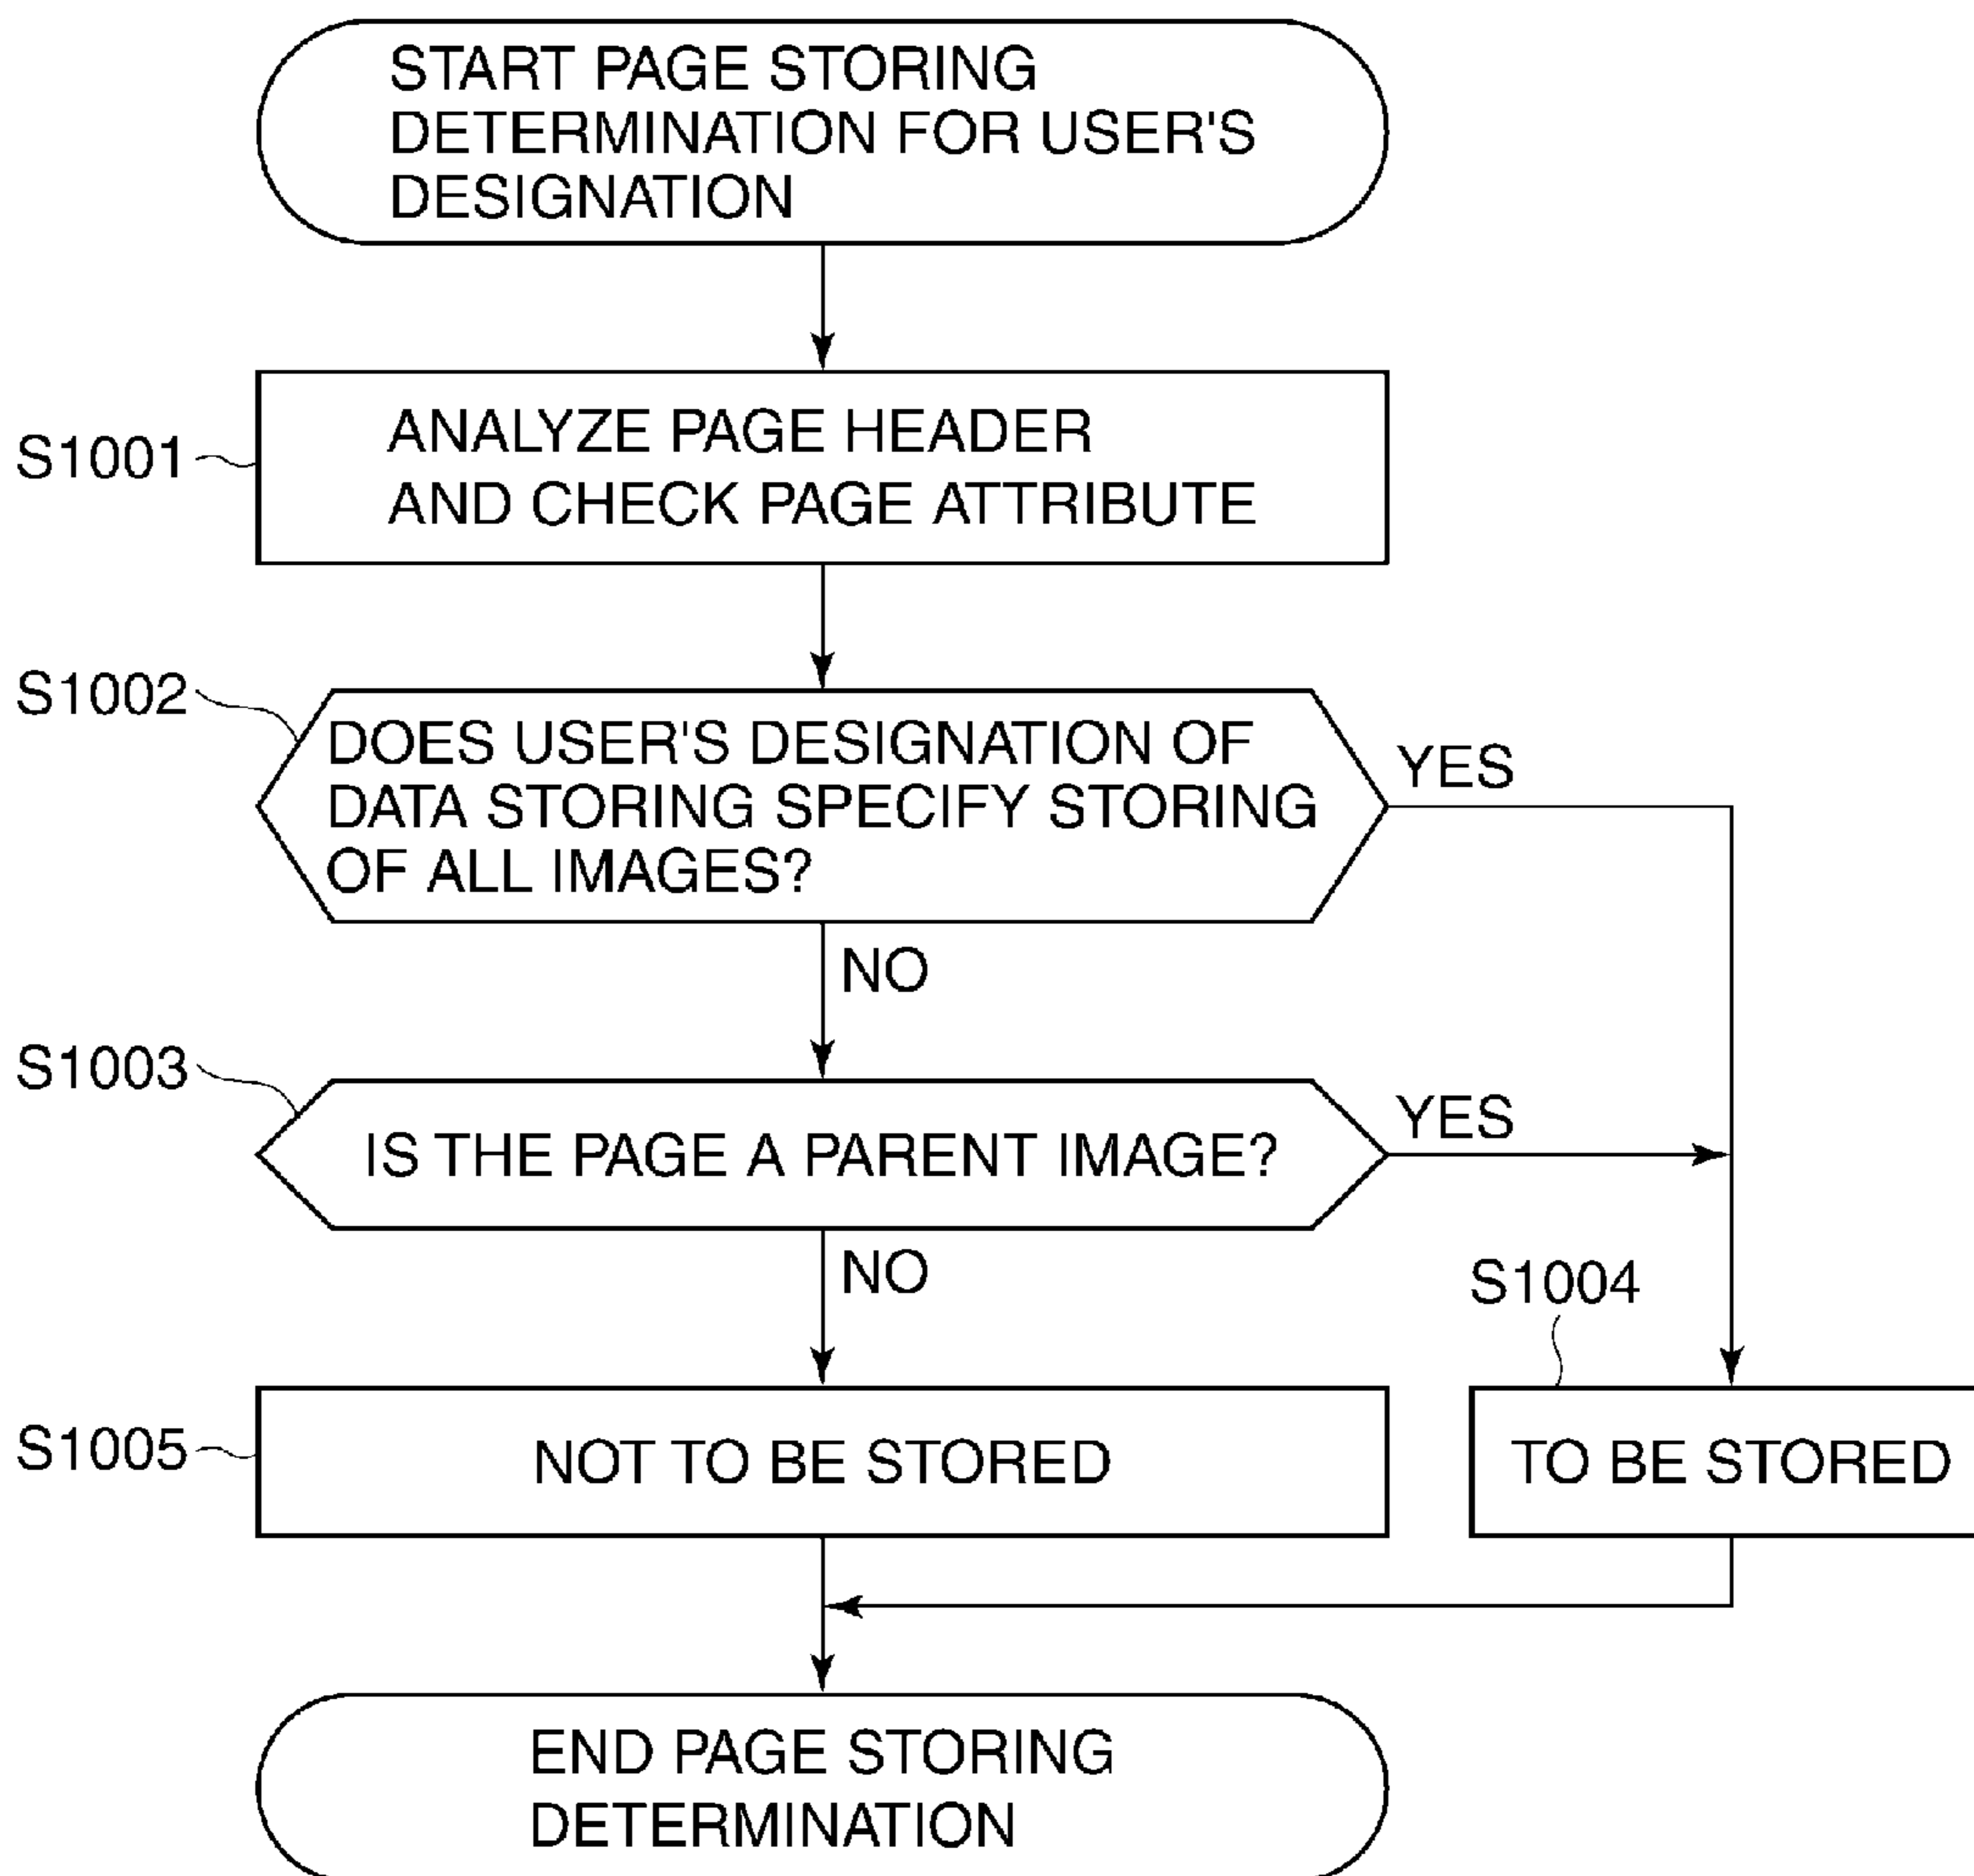 START PAGE STORING
DETERMINATION FOR USER'S
DESIGNATION
S1001
ANALYZE PAGE HEADER
AND CHECK PAGE ATTRIBUTE
S1002
DOES USER'S DESIGNATION OF
DATA STORING SPECIFY STORING
OF ALL IMAGES?
YES
NO
S1003
IS THE PAGE A PARENT IMAGE?
YES
NO
S1004
S1005
NOT TO BE STORED
TO BE STORED
END PAGE STORING
DETERMINATION